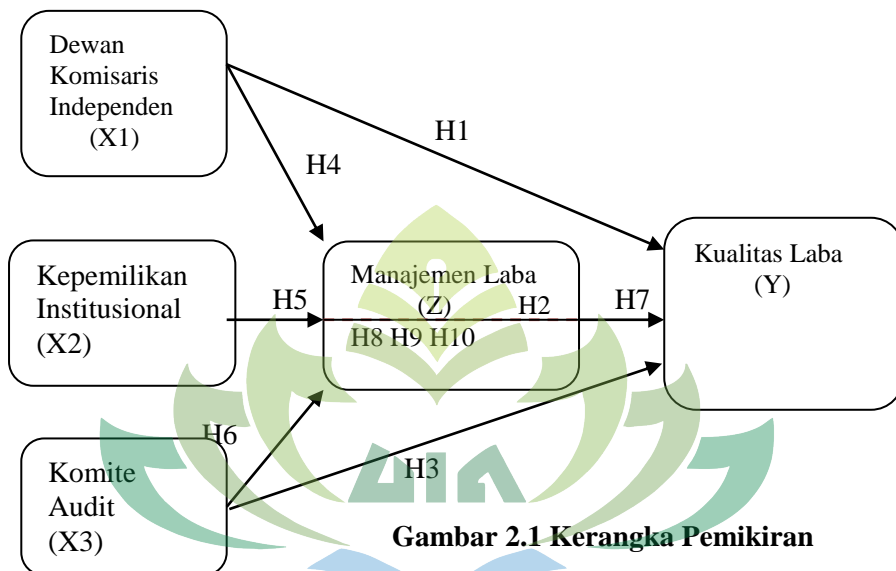 Dewan
Komisaris
Independen
(X1)
H1
H4
Kepemilikan
Institusional
(X2)
H5
Manajemen Laba
(Z)
H2
H8 H9 H10
H7
Kualitas Laba
(Y)
H6
H3
Komite
Audit
(X3)
UIN
Gambar 2.1 Kerangka Pemikiran